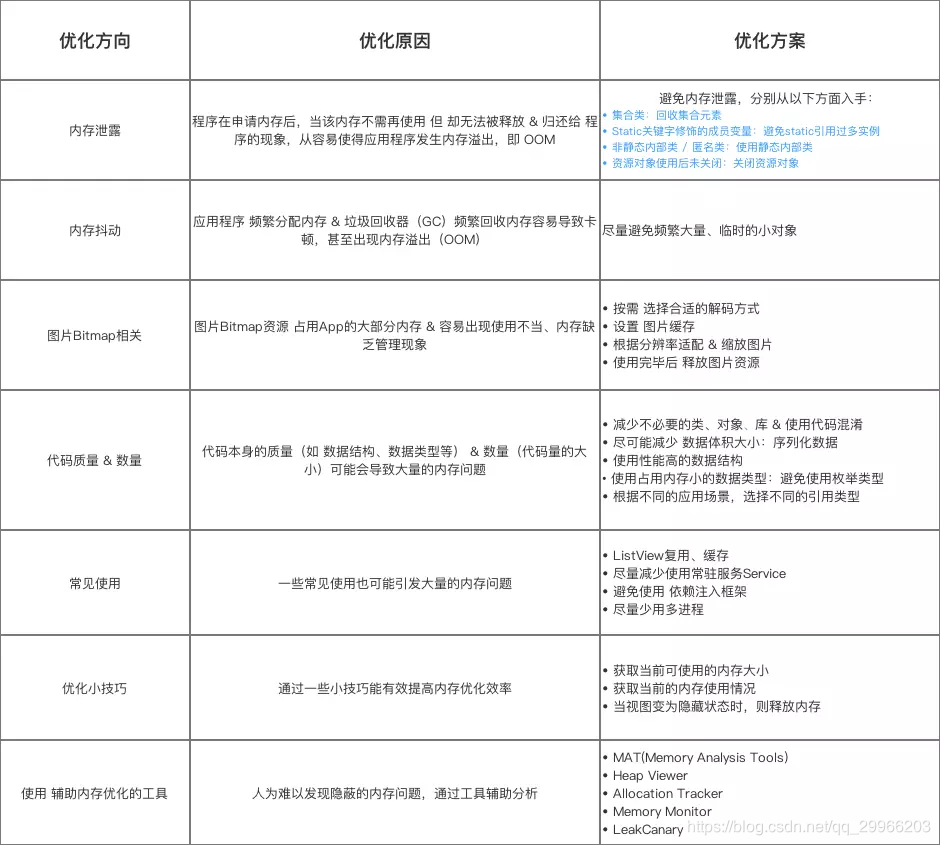 优化方向
优化原因
优化方案
内存泄露
程序在申请内存后，当该内存不需再使用 但 却无法被释放 & 归还给 程
序的现象，从容易使得应用程序发生内存溢出，即 OOM
避免内存泄露，分别从以下方面入手：
• 集合类：回收集合元素
• Static关键字修饰的成员变量：避免static引用过多实例
• 非静态内部类 / 匿名类：使用静态内部类
• 资源对象使用后未关闭：关闭资源对象
内存抖动
应用程序 频繁分配内存 & 垃圾回收器（GC）频繁回收内存容易导致卡
顿，甚至出现内存溢出（OOM）
尽量避免频繁大量、临时的小对象
图片Bitmap相关
图片Bitmap资源 占用App的大部分内存 & 容易出现使用不当、内存缺
乏管理现象
• 按需 选择合适的解码方式
• 设置 图片缓存
• 根据分辨率适配 & 缩放图片
• 使用完毕后 释放图片资源
代码质量 & 数量
代码本身的质量（如 数据结构、数据类型等） & 数量（代码量的大
小）可能会导致大量的内存问题
• 减少不必要的类、对象、库 & 使用代码混淆
• 尽可能减少 数据体积大小：序列化数据
• 使用性能高的数据结构
• 使用占用内存小的数据类型：避免使用枚举类型
• 根据不同的应用场景，选择不同的引用类型
常见使用
一些常见使用也可能引发大量的内存问题
• ListView复用、缓存
• 尽量减少使用常驻服务Service
• 避免使用 依赖注入框架
• 尽量少用多进程
优化小技巧
通过一些小技巧能有效提高内存优化效率
• 获取当前可使用的内存大小
• 获取当前的内存使用情况
• 当视图变为隐藏状态时，则释放内存
使用 辅助内存优化的工具
人为难以发现隐蔽的内存问题，通过工具辅助分析
• MAT(Memory Analysis Tools)
• Heap Viewer
• Allocation Tracker
• Memory Monitor
• LeakCanary
https://blog.csdn.net/qq_29966203